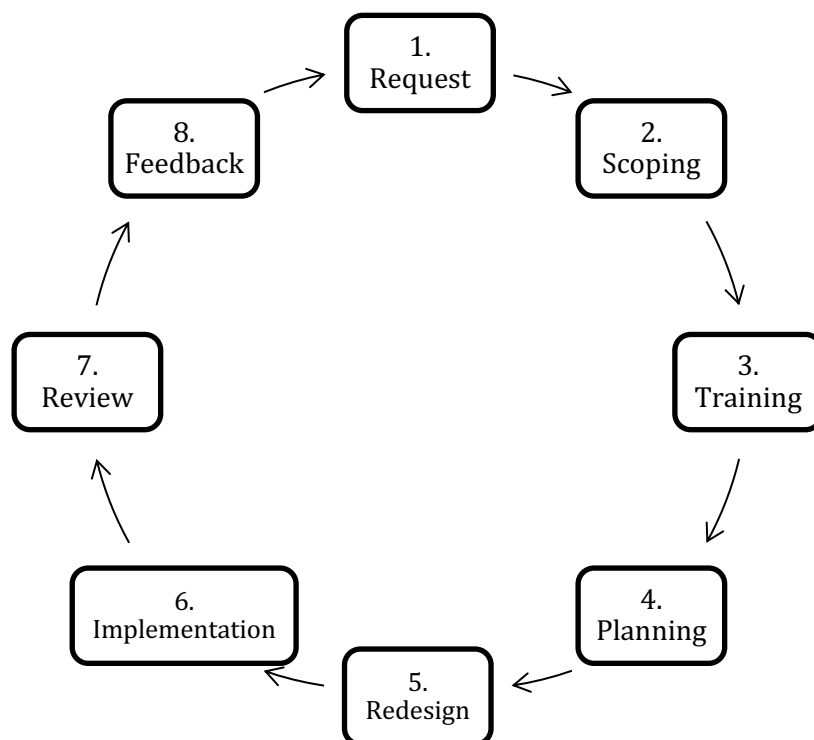 1.
Request
2.
Scoping
3.
Training
4.
Planning
5.
Redesign
6.
Implementation
7.
Review
8.
Feedback